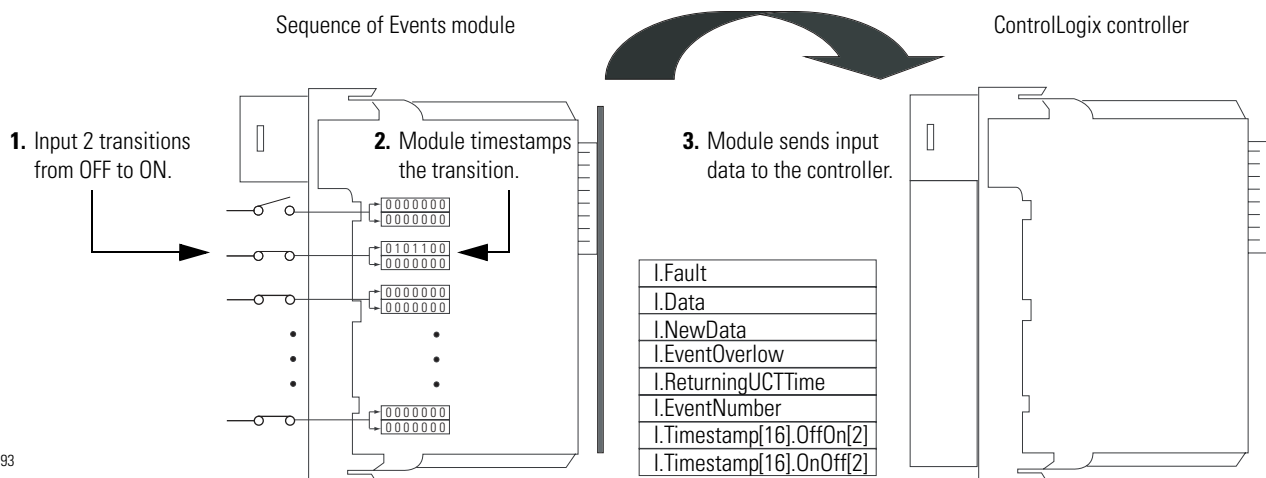 Sequence of Events module
ControlLogix controller
1. Input 2 transitions
from OFF to ON.
2. Module timestamps
the transition.
3. Module sends input
data to the controller.
0000000
0000000
0101100
0000000
0000000
0000000
0000000
0000000
I.Fault
I.Data
I.NewData
I.EventOverlow
I.ReturningUCTTime
I.EventNumber
I.Timestamp[16].OffOn[2]
I.Timestamp[16].OnOff[2]
93